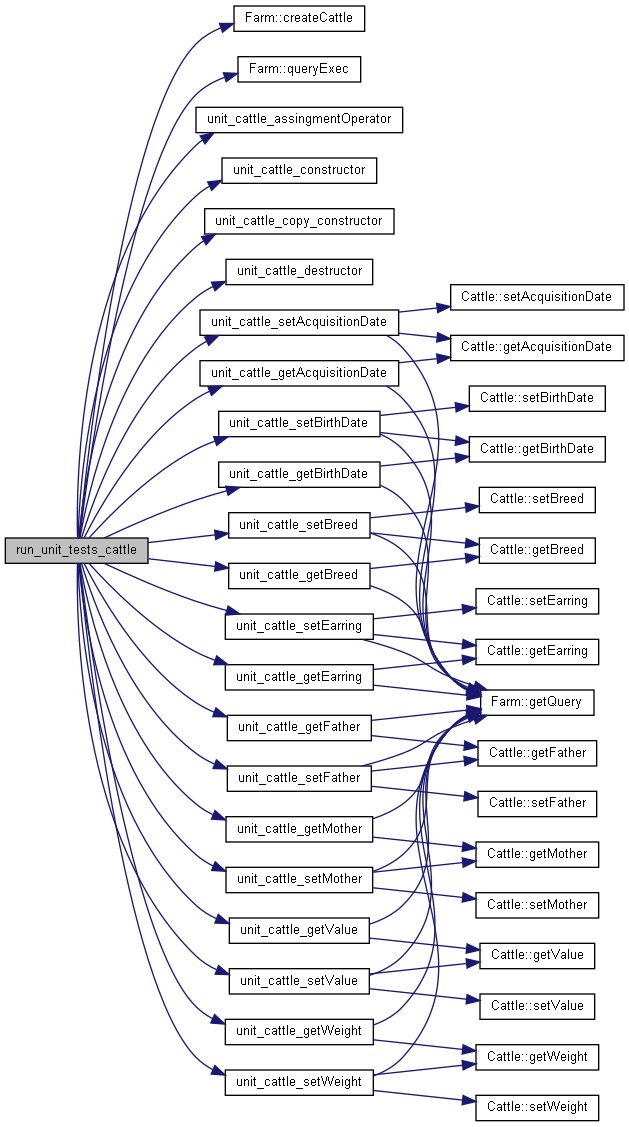 Farm::createCattle
Farm::queryExec
unit_cattle_assingmentOperator
unit_cattle_constructor
unit_cattle_copy_constructor
unit_cattle_destructor
Cattle::setAcquisitionDate
unit_cattle_setAcquisitionDate
Cattle::getAcquisitionDate
unit_cattle_getAcquisitionDate
Cattle::setBirthDate
unit_cattle_setBirthDate
Cattle::getBirthDate
unit_cattle_getBirthDate
Cattle::setBreed
unit_cattle_setBreed
run_unit_tests_cattle
Cattle::getBreed
unit_cattle_getBreed
Cattle::setEarring
unit_cattle_setEarring
Cattle::getEarring
unit_cattle_getEarring
Farm::getQuery
unit_cattle_getFather
Cattle::getFather
unit_cattle_setFather
Cattle::setFather
unit_cattle_getMother
Cattle::getMother
unit_cattle_setMother
Cattle::setMother
unit_cattle_getValue
Cattle::getValue
unit_cattle_setValue
Cattle::setValue
unit_cattle_getWeight
Cattle::getWeight
unit_cattle_setWeight
Cattle::setWeight